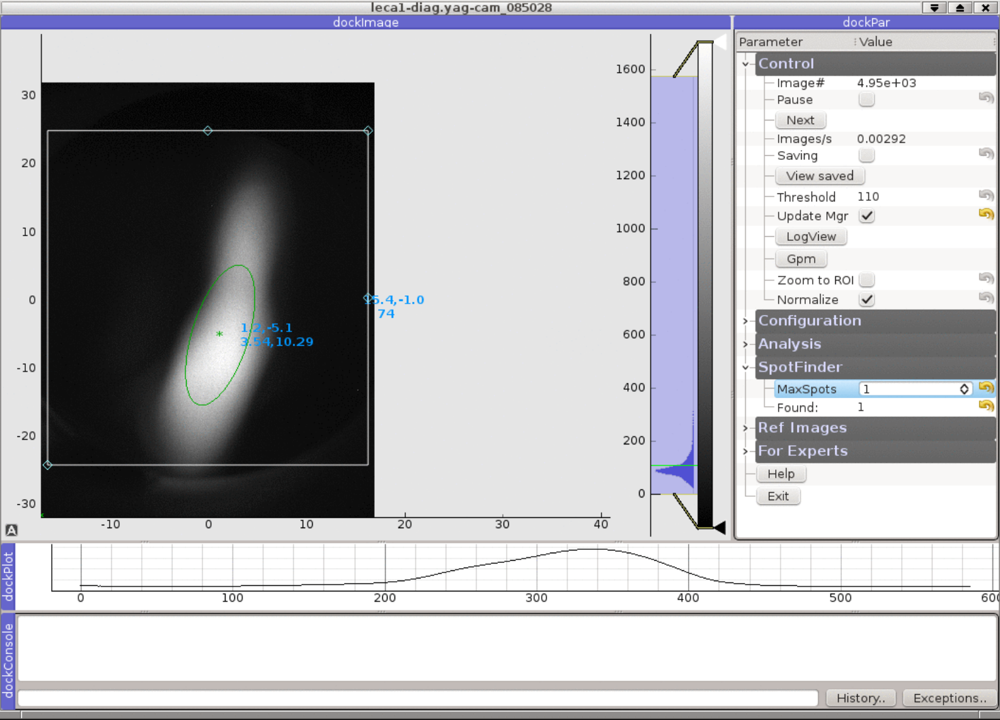 leca1-diag.yag-cam_085028
dockImage
dockPar
Parameter Value
Control
Image# 4.95e+03
Pause
Next
Images/s 0.00292
Saving
View saved
Threshold 110
Update Mgr
LogView
Gpm
Zoom to ROI
Normalize
Configuration
Analysis
SpotFinder
MaxSpots 1
Found: 1
Ref Images
For Experts
Help
Exit
30
20
10
0
-10
-20
-30
-10 0 10 20 30 40
15.4,-1.0
74
1.2,-5.1
3.54,10.29
A
1600
1400
1200
1000
800
600
400
200
0
dockPlot
0 100 200 300 400 500 600
dockConsole
History..
Exceptions..